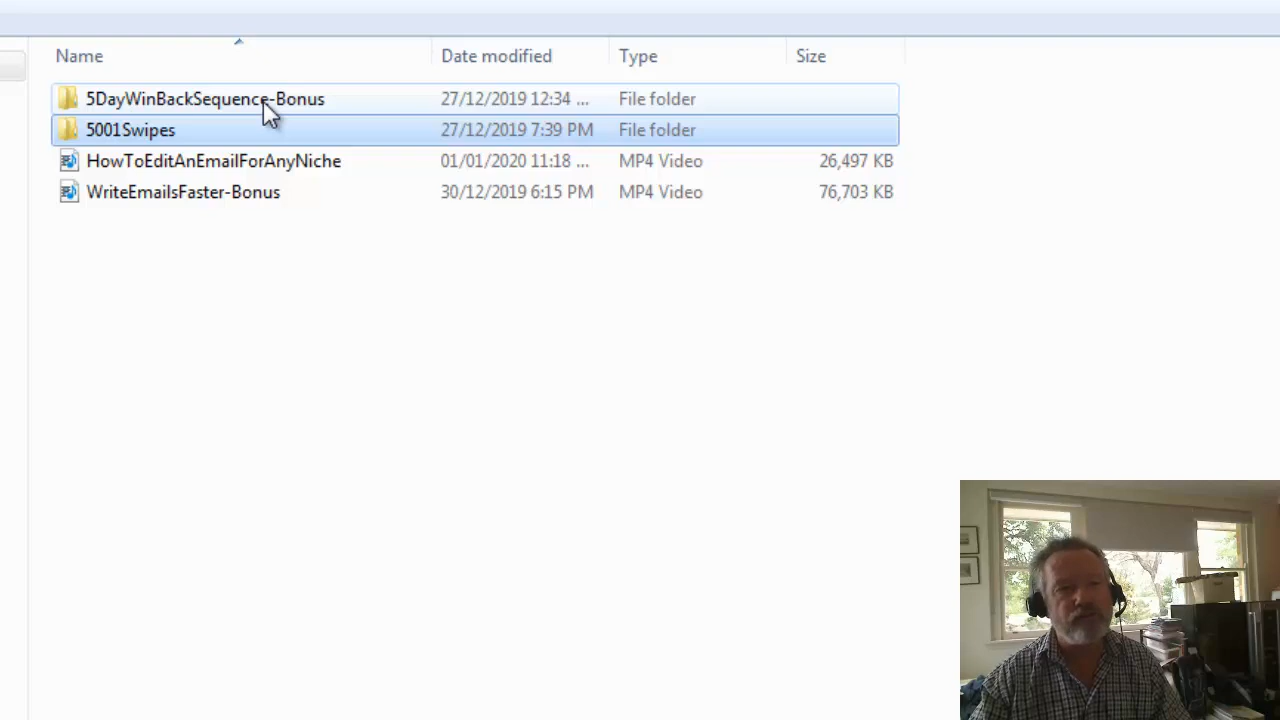 Name Date modified Type Size
5DayWinBackSequence-Bonus 27/12/2019 12:34 ... File folder
5001Swipes 27/12/2019 7:39 PM File folder
HowToEditAnEmailForAnyNiche 01/01/2020 11:18 ... MP4 Video 26,497 KB
WriteEmailsFaster-Bonus 30/12/2019 6:15 PM MP4 Video 76,703 KB